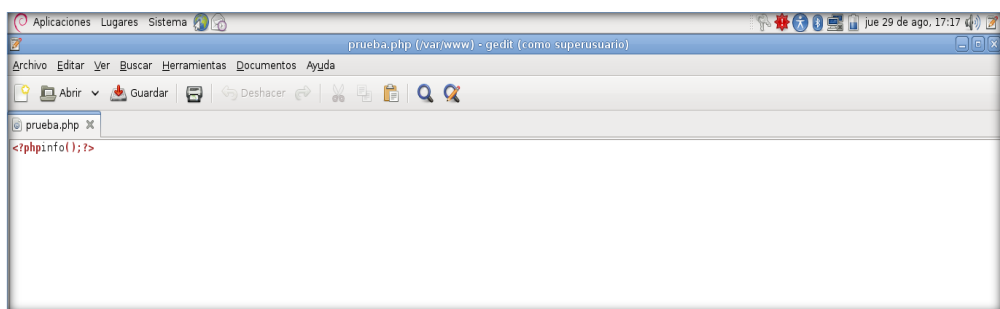 Aplicaciones Lugares Sistema jue 29 de ago, 17:17
prueba.php (/var/www) - gedit (como superusuario)
Archivo Editar Ver Buscar Herramientas Documentos Ayuda
Abrir Guardar Deshacer
prueba.php
<?phpinfo();?>